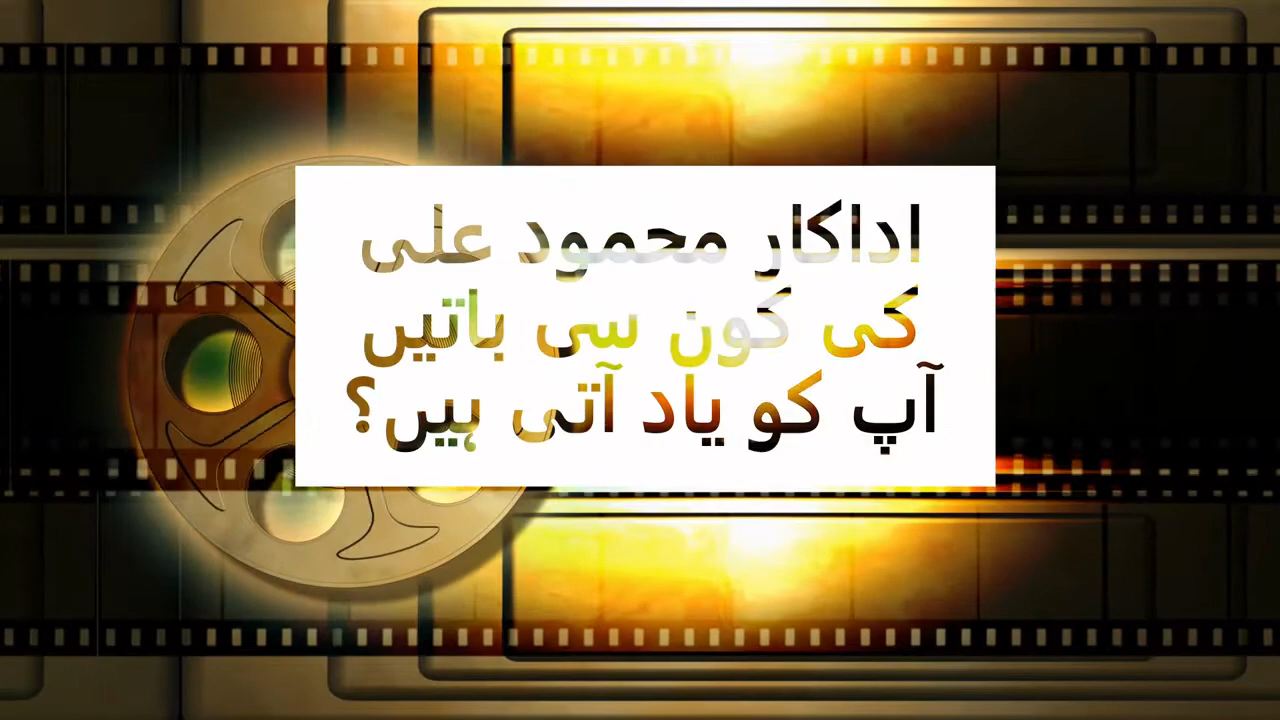 اداکار محمود علی
کی کون سی باتیں
آپ کو یاد آتی ہیں؟